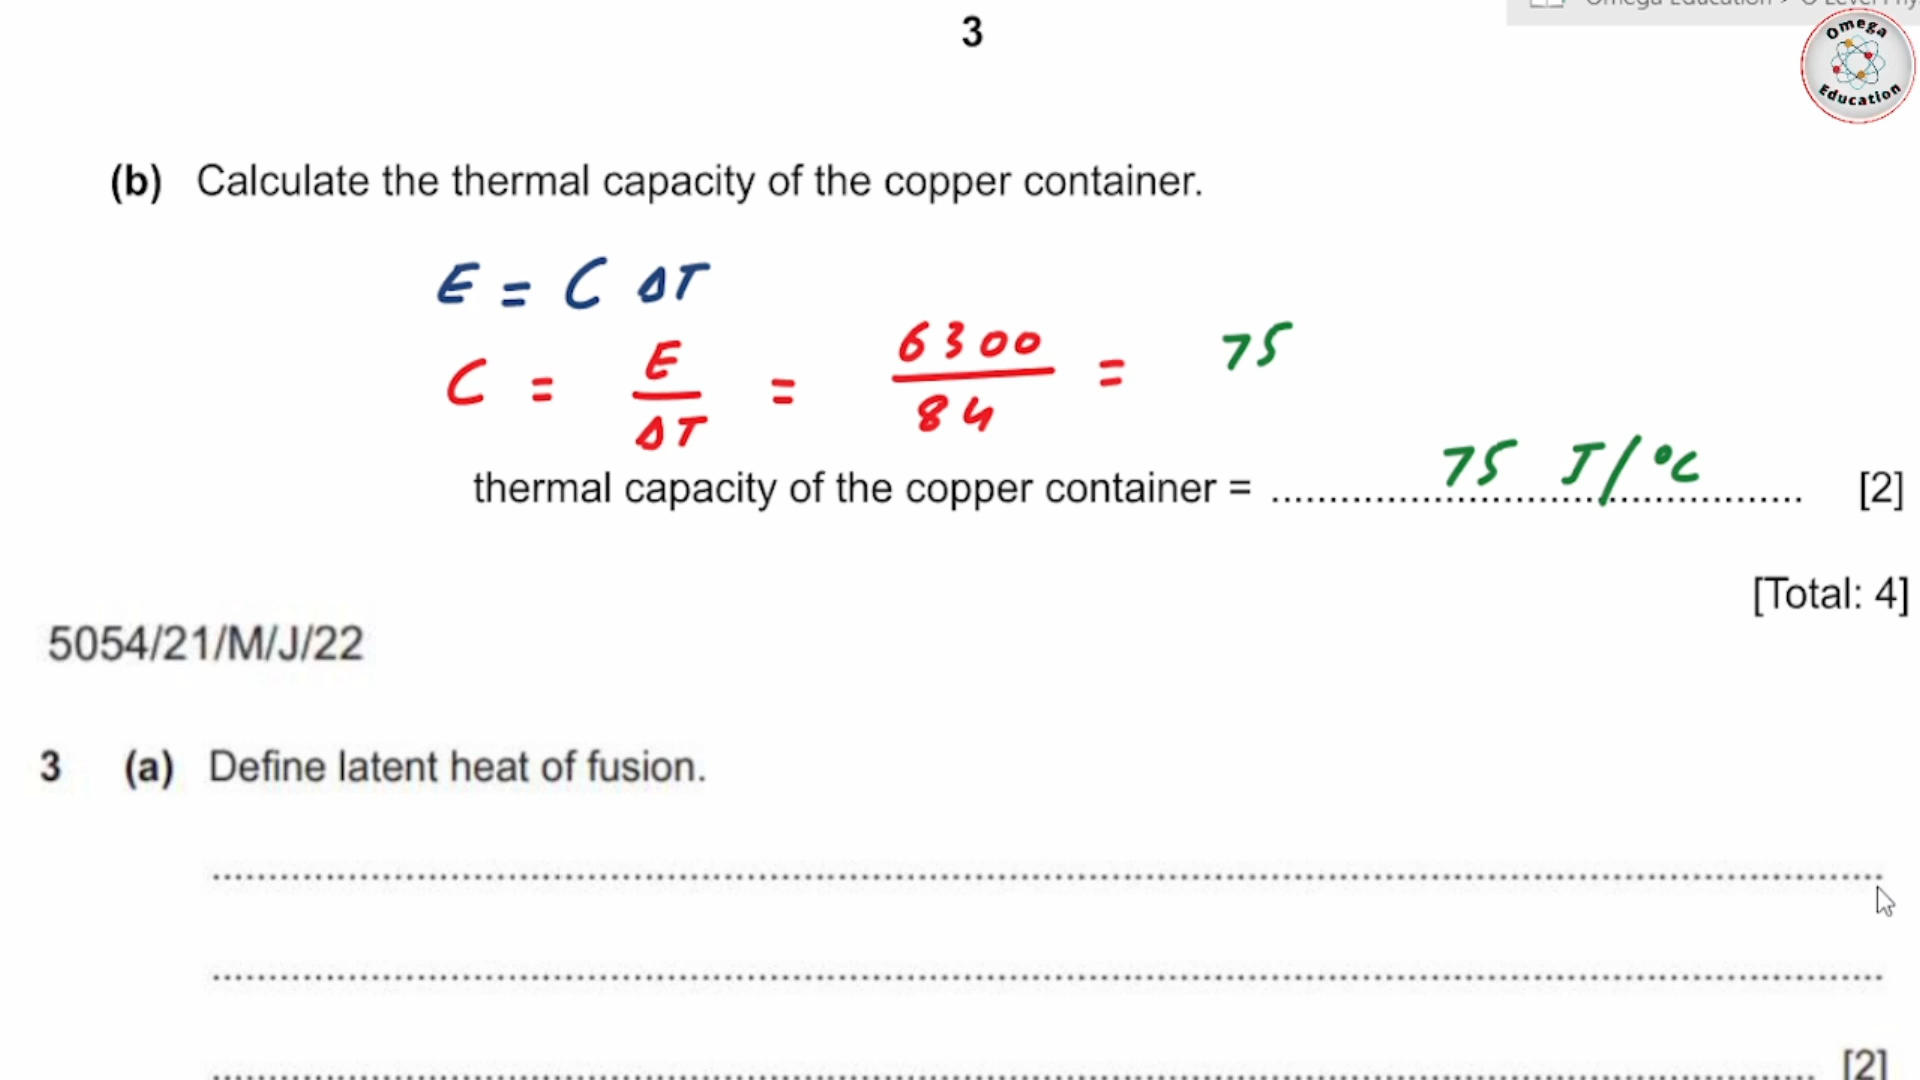 3
Omega
Education
(b) Calculate the thermal capacity of the copper container.
E = C ΔT
C = E/ΔT = 6300/84 = 75
thermal capacity of the copper container = 75 J/°C [2]
[Total: 4]
5054/21/M/J/22
3 (a) Define latent heat of fusion.
[2]